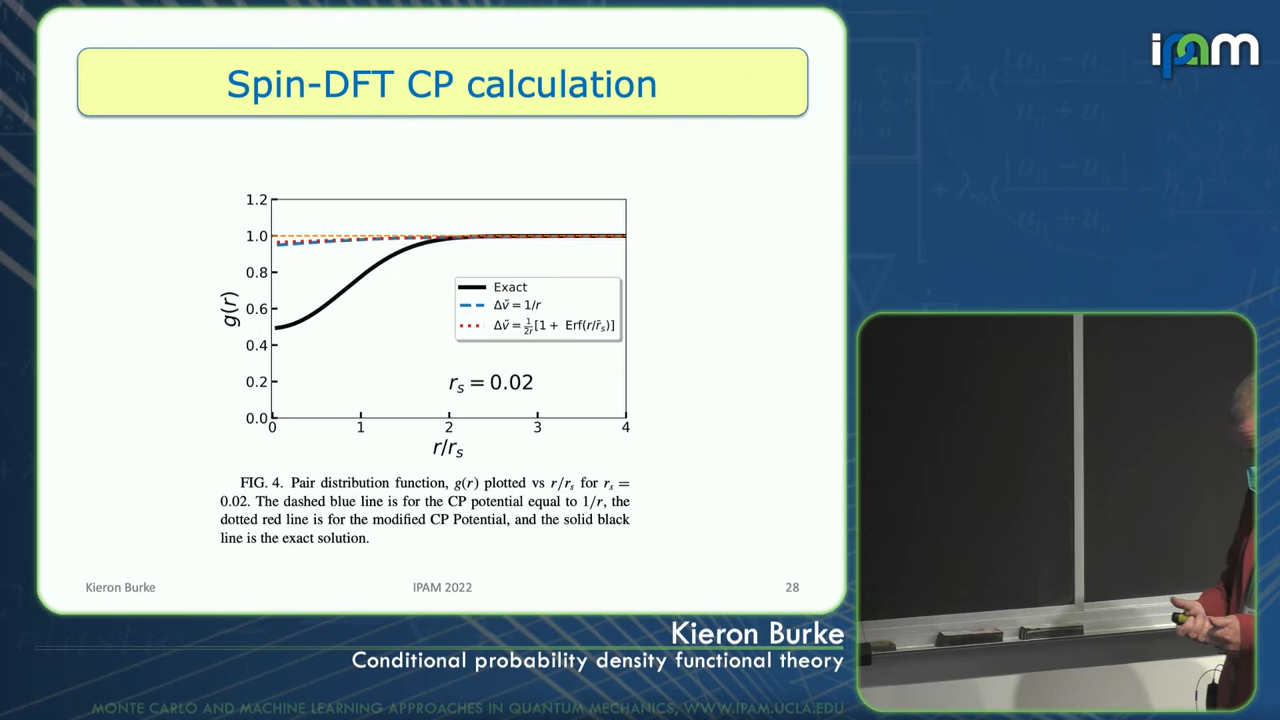 Spin-DFT CP calculation
ipam
1.2
1.0
0.8
0.6
0.4
0.2
0.0
g(r)
Exact
Δṽ = 1/r
Δṽ = 1/2r [1 + Erf(r/r̃s)]
rs = 0.02
0 1 2 3 4
r/rs
FIG. 4. Pair distribution function, g(r) plotted vs r/rs for rs =
0.02. The dashed blue line is for the CP potential equal to 1/r, the
dotted red line is for the modified CP Potential, and the solid black
line is the exact solution.
Kieron Burke IPAM 2022 28
Kieron Burke
Conditional probability density functional theory
MONTE CARLO AND MACHINE LEARNING APPROACHES IN QUANTUM MECHANICS, WWW.IPAM.UCLA.EDU